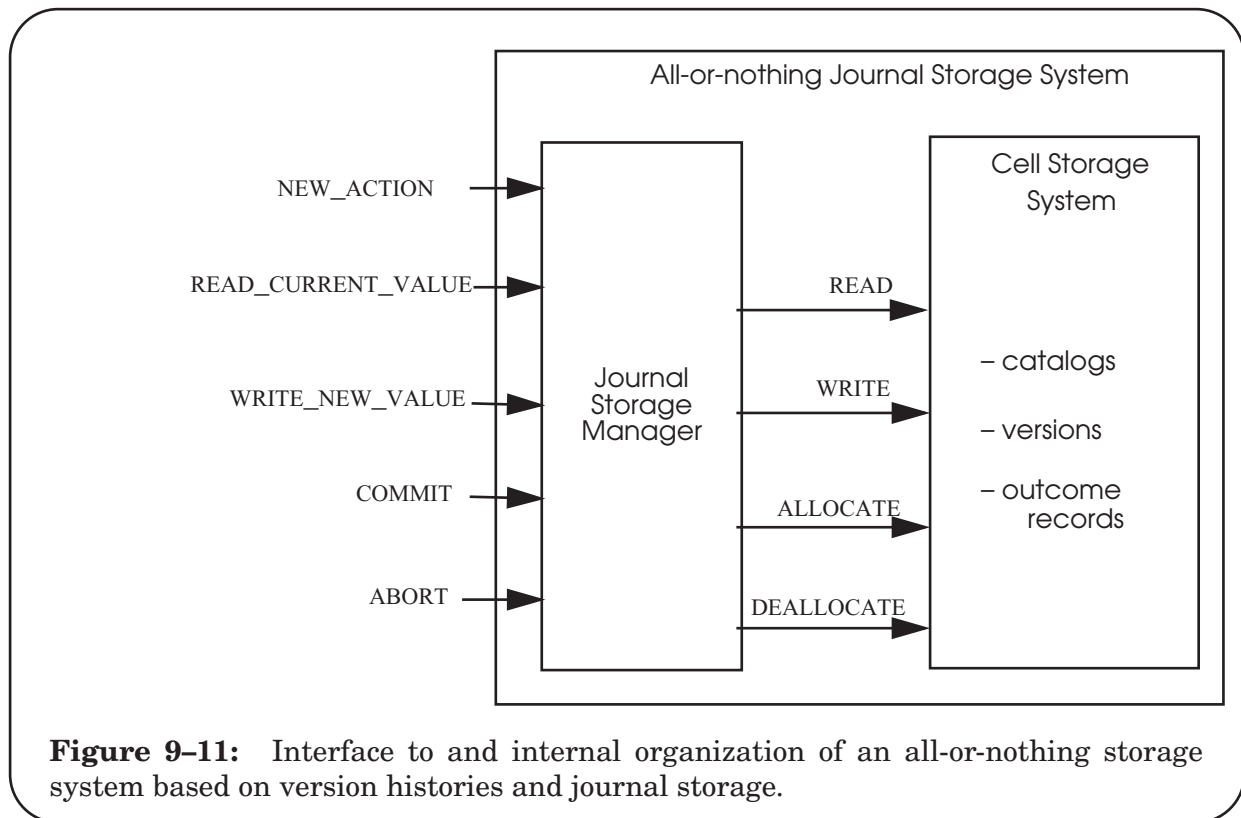 All-or-nothing Journal Storage System
NEW_ACTION
READ_CURRENT_VALUE
WRITE_NEW_VALUE
COMMIT
ABORT
Journal
Storage
Manager
READ
WRITE
ALLOCATE
DEALLOCATE
Cell Storage
System
– catalogs
– versions
– outcome
records
Figure 9–11: Interface to and internal organization of an all-or-nothing storage
system based on version histories and journal storage.